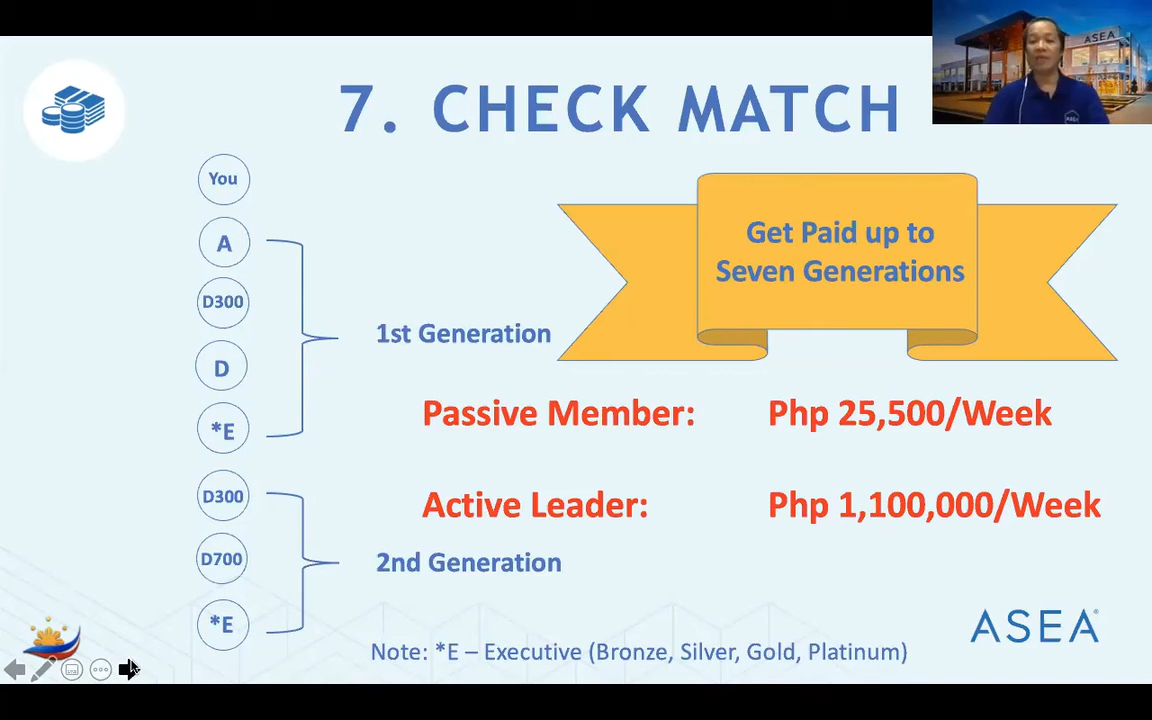 ASEA
7. CHECK MATCH
You
A
D300
D
*E
D300
D700
*E
1st Generation
2nd Generation
Get Paid up to
Seven Generations
Passive Member: Php 25,500/Week
Active Leader: Php 1,100,000/Week
ASEA®
Note: *E – Executive (Bronze, Silver, Gold, Platinum)